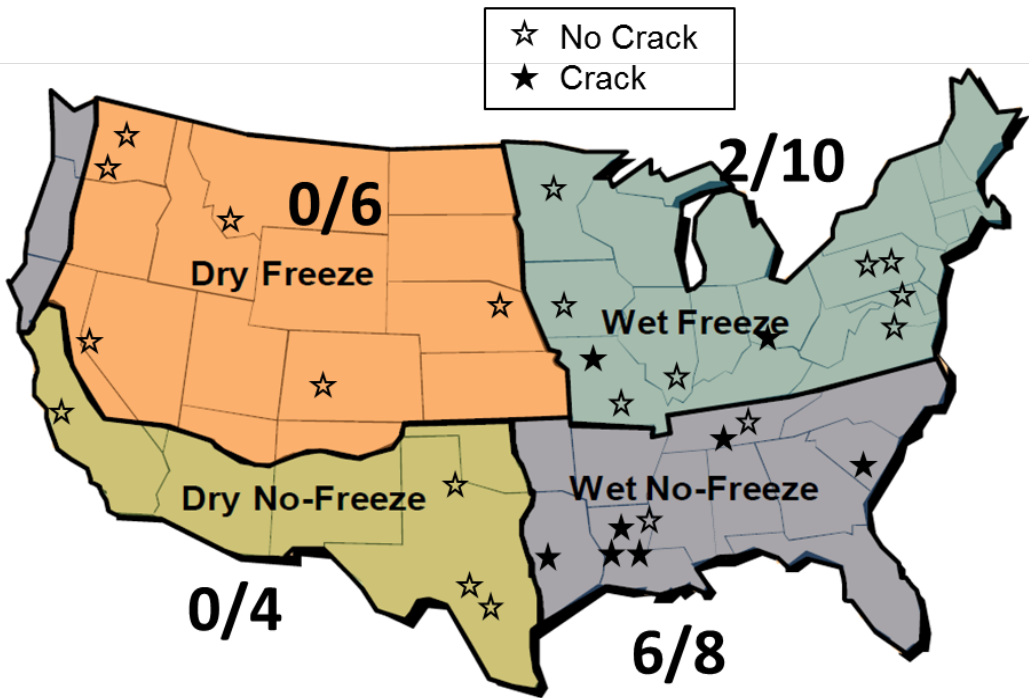 No Crack
Crack
2/10
0/6
Dry Freeze
Wet Freeze
Dry No-Freeze
Wet No-Freeze
0/4
6/8